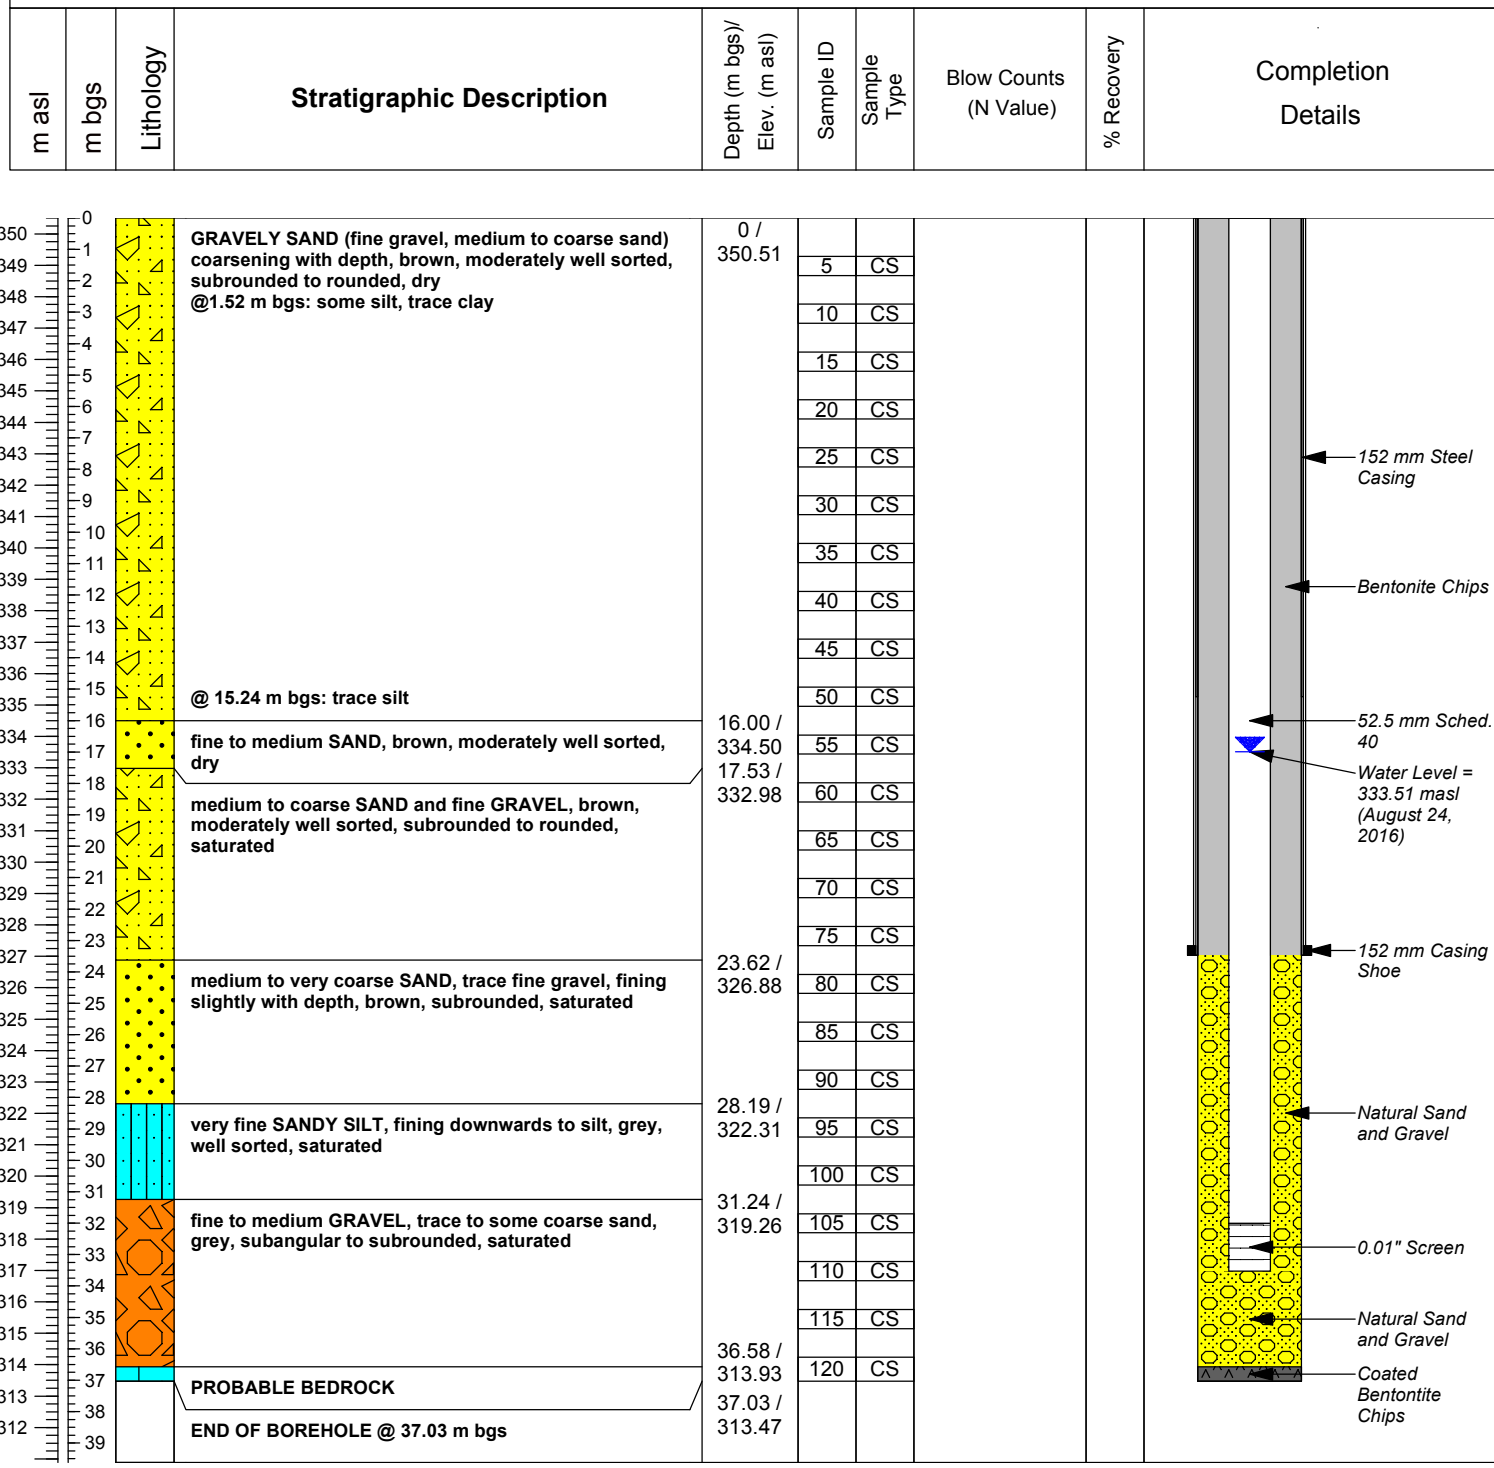 m asl
m bgs
Lithology
Stratigraphic Description
Depth (m bgs)/
Elev. (m asl)
Sample ID
Sample
Type
Blow Counts
(N Value)
% Recovery
Completion
Details
350
349
348
347
346
345
344
343
342
341
340
339
338
337
336
335
334
333
332
331
330
329
328
327
326
325
324
323
322
321
320
319
318
317
316
315
314
313
312
0
1
2
3
4
5
6
7
8
9
10
11
12
13
14
15
16
17
18
19
20
21
22
23
24
25
26
27
28
29
30
31
32
33
34
35
36
37
38
39
GRAVELY SAND (fine gravel, medium to coarse sand)
coarsening with depth, brown, moderately well sorted,
subrounded to rounded, dry
@1.52 m bgs: some silt, trace clay
@ 15.24 m bgs: trace silt
fine to medium SAND, brown, moderately well sorted,
dry
medium to coarse SAND and fine GRAVEL, brown,
moderately well sorted, subrounded to rounded,
saturated
medium to very coarse SAND, trace fine gravel, fining
slightly with depth, brown, subrounded, saturated
very fine SANDY SILT, fining downwards to silt, grey,
well sorted, saturated
fine to medium GRAVEL, trace to some coarse sand,
grey, subangular to subrounded, saturated
PROBABLE BEDROCK
END OF BOREHOLE @ 37.03 m bgs
0 /
350.51
16.00 /
334.50
17.53 /
332.98
23.62 /
326.88
28.19 /
322.31
31.24 /
319.26
36.58 /
313.93
37.03 /
313.47
5 CS
10 CS
15 CS
20 CS
25 CS
30 CS
35 CS
40 CS
45 CS
50 CS
55 CS
60 CS
65 CS
70 CS
75 CS
80 CS
85 CS
90 CS
95 CS
100 CS
105 CS
110 CS
115 CS
120 CS
152 mm Steel
Casing
Bentonite Chips
52.5 mm Sched.
40
Water Level =
333.51 masl
(August 24,
2016)
152 mm Casing
Shoe
Natural Sand
and Gravel
0.01" Screen
Natural Sand
and Gravel
Coated
Bentontite
Chips